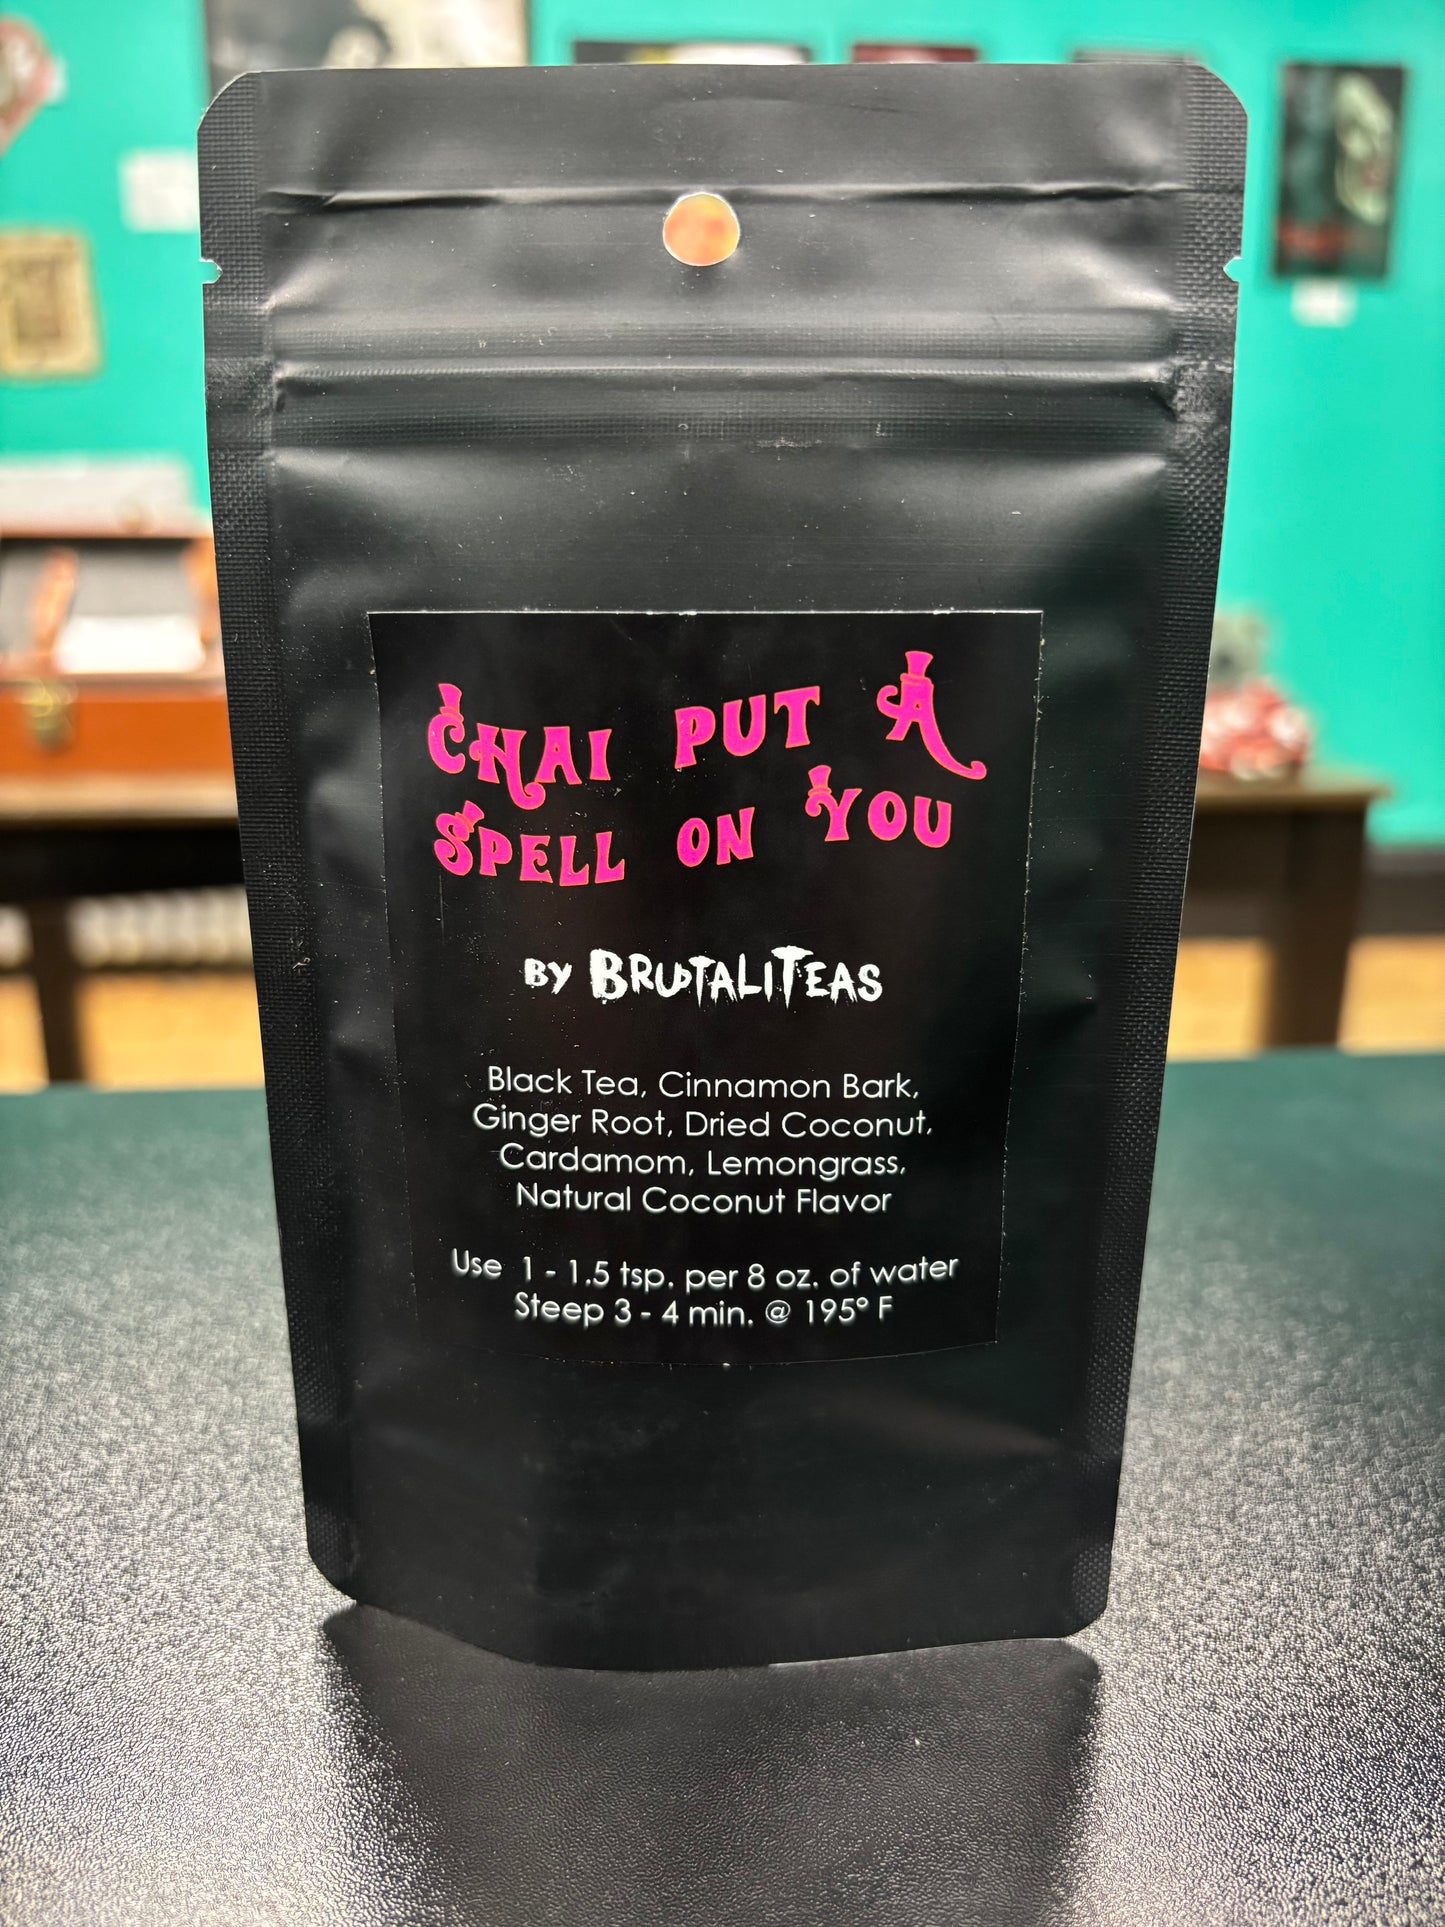 Chai put A
Spell on You
by BrutaliTeas
Black Tea, Cinnamon Bark,
Ginger Root, Dried Coconut,
Cardamom, Lemongrass,
Natural Coconut Flavor
Use 1 - 1.5 tsp. per 8 oz. of water
Steep 3 - 4 min. @ 195° F